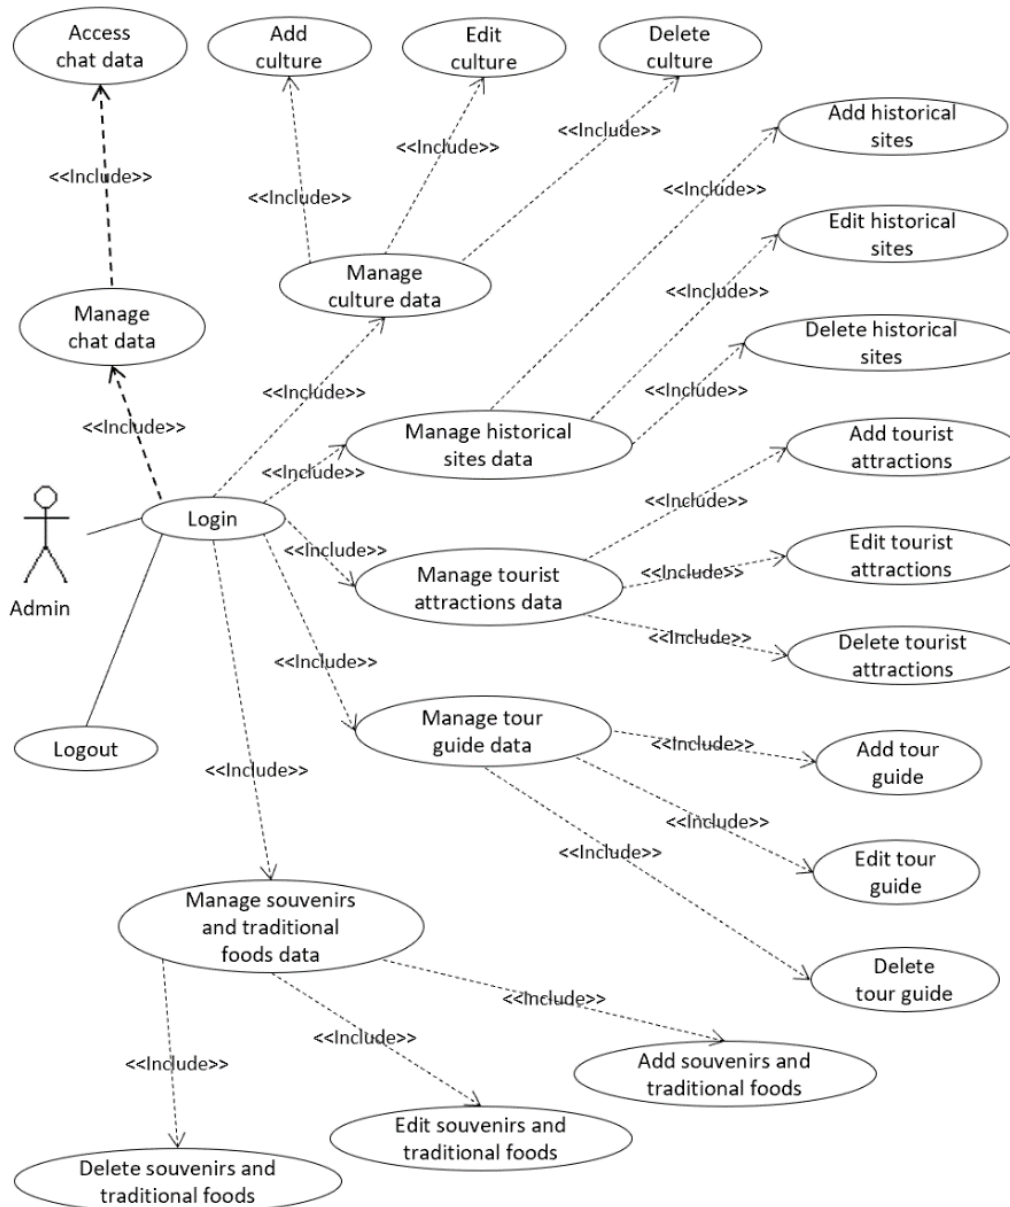 Access
chat data
Add
culture
Edit
culture
Delete
culture
Add historical
sites
<<Include>>
<<Include>>
<<Include>>
<<Include>>
<<Include>>
Edit historical
sites
Manage
culture data
<<Include>>
Manage
chat data
Delete historical
sites
<<Include>>
<<Include>>
<<Include>>
Manage historical
sites data
Add tourist
attractions
<<Include>>
<<Include>>
Login
<<Include>>
Edit tourist
attractions
<<Include>>
Manage tourist
attractions data
Admin
<<Include>>
Delete tourist
attractions
<<Include>>
Manage tour
guide data
Logout
<<Include>>
Add tour
guide
<<Include>>
<<Include>>
<<Include>>
Edit tour
guide
Manage souvenirs
and traditional
foods data
Delete
tour guide
<<Include>>
<<Include>>
<<Include>>
Add souvenirs and
traditional foods
Edit souvenirs and
traditional foods
Delete souvenirs and
traditional foods